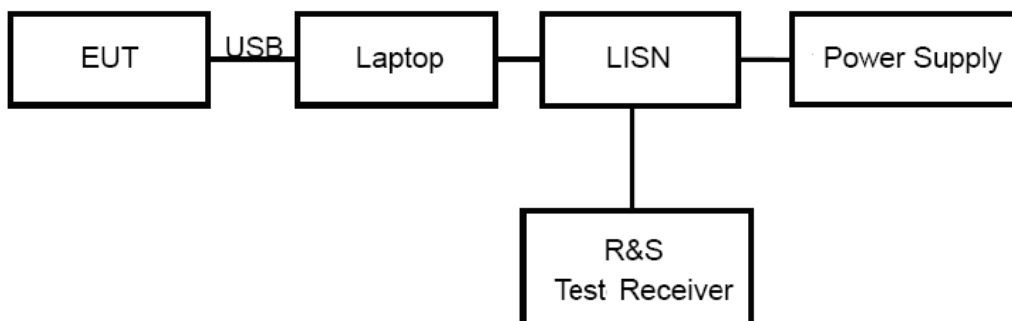 EUT
USB
Laptop
LISN
Power Supply
R&S
Test Receiver